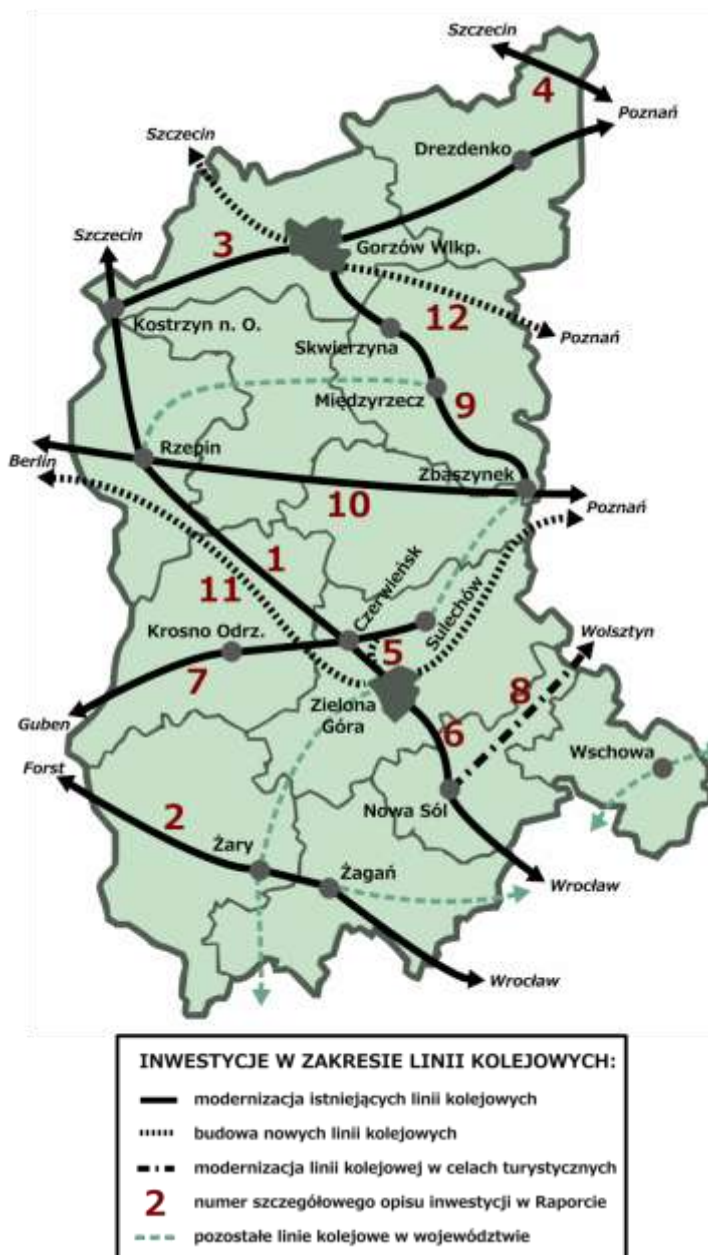 Szczecin
4
Poznań
Szczecin
Drezdenko
Szczecin
3
Gorzów Wlkp.
Kostrzyn n. O.
12
Skwierzyna
Poznań
Międzyrzecz
9
Rzepin
Berlin
Zbąszynek
10
Poznań
1
11
Czerwieńsk
Sulechów
Krosno Odrz.
5
Wolsztyn
7
8
Zielona
Góra
Guben
6
Wschowa
Forst
2
Nowa Sól
Żary
Żagań
Wrocław
Wrocław
INWESTYCJE W ZAKRESIE LINII KOLEJOWYCH:
modernizacja istniejących linii kolejowych
budowa nowych linii kolejowych
modernizacja linii kolejowej w celach turystycznych
2 numer szczegółowego opisu inwestycji w Raporcie
pozostałe linie kolejowe w województwie